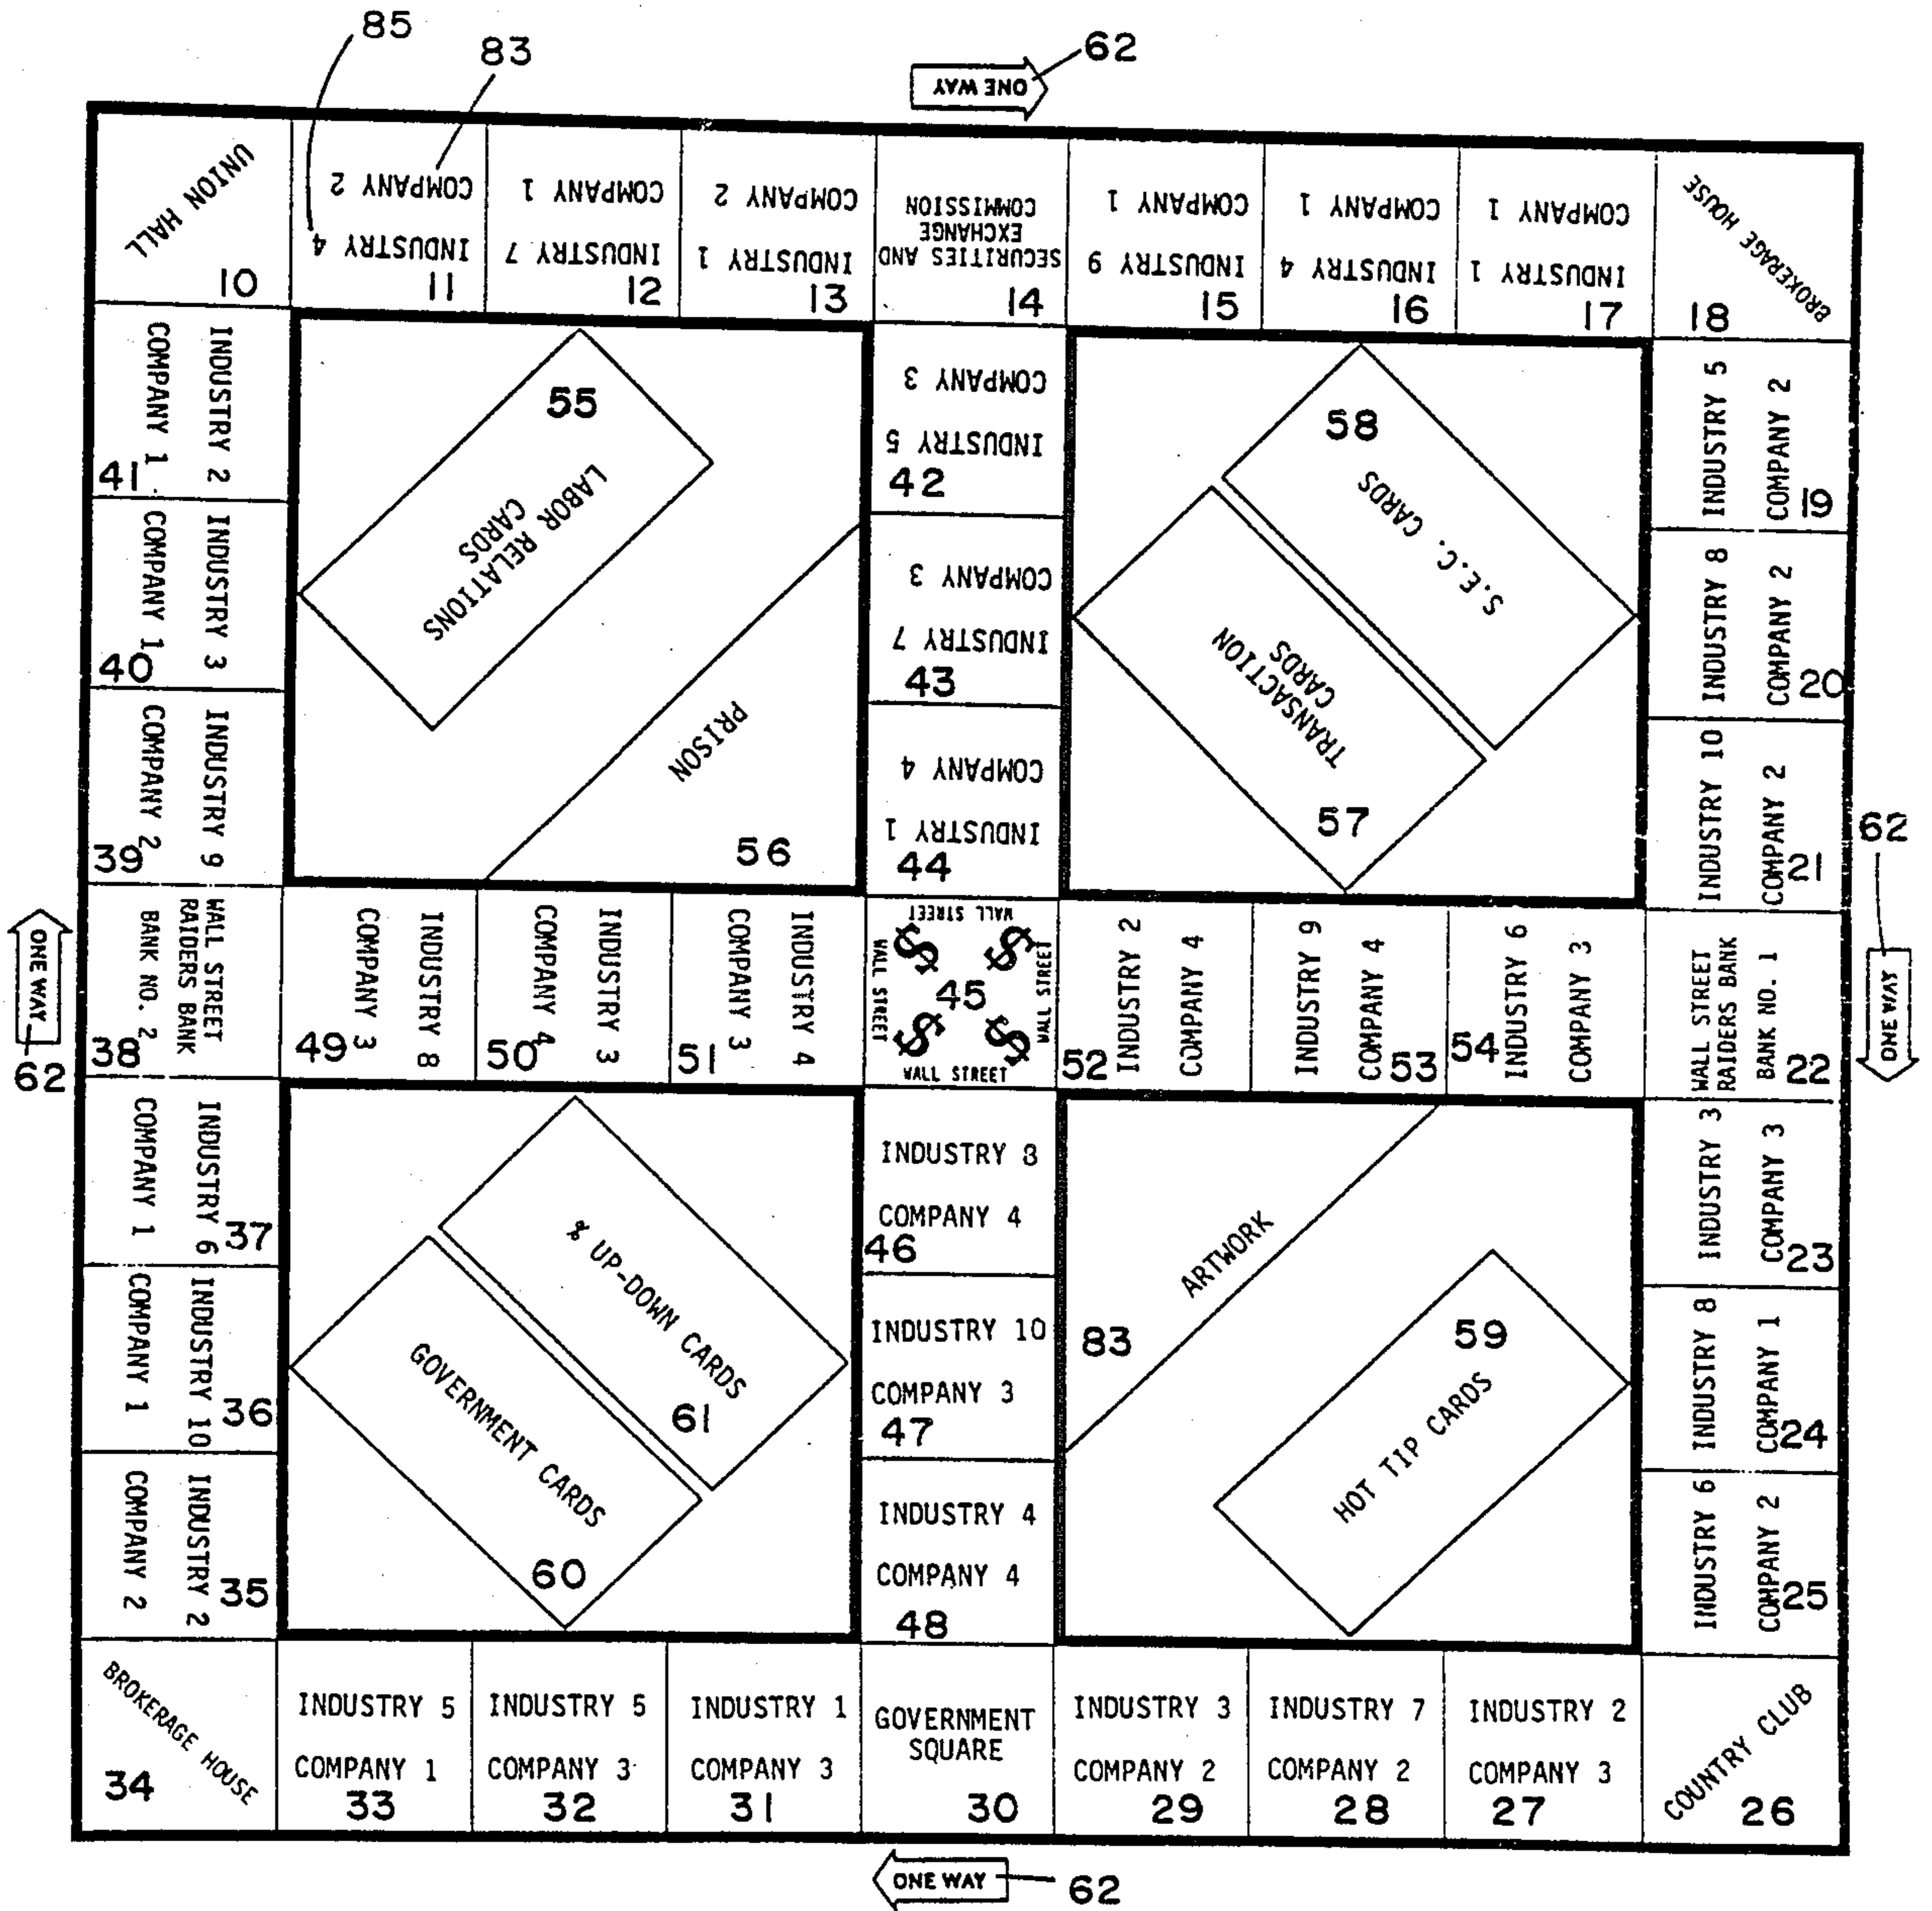 85
83
62
ONE WAY
UNION HALL
10
COMPANY 2
INDUSTRY 4
11
COMPANY 1
INDUSTRY 7
12
COMPANY 2
INDUSTRY 1
13
SECURITIES AND
EXCHANGE
COMMISSION
14
COMPANY 1
INDUSTRY 9
15
COMPANY 1
INDUSTRY 4
16
COMPANY 1
INDUSTRY 1
17
BROKERAGE HOUSE
18
INDUSTRY 2
COMPANY 1
41
INDUSTRY 3
COMPANY 1
40
INDUSTRY 9
COMPANY 2
39
55
LABOR RELATIONS
CARDS
PRISON
56
COMPANY 3
INDUSTRY 5
42
COMPANY 3
INDUSTRY 7
43
COMPANY 4
INDUSTRY 1
44
58
S.E.C. CARDS
TRANSACTION
CARDS
57
INDUSTRY 5
COMPANY 2
19
INDUSTRY 8
COMPANY 2
20
INDUSTRY 10
COMPANY 2
21
62
ONE WAY
ONE WAY
62
WALL STREET
RAIDERS BANK
BANK NO. 2
38
INDUSTRY 8
COMPANY 3
49
INDUSTRY 3
COMPANY 4
50
INDUSTRY 4
COMPANY 3
51
WALL STREET
$ $
WALL STREET
45
WALL STREET
$ $
WALL STREET
INDUSTRY 2
COMPANY 4
52
INDUSTRY 9
COMPANY 4
53
INDUSTRY 6
COMPANY 3
54
WALL STREET
RAIDERS BANK
BANK NO. 1
22
INDUSTRY 6
COMPANY 1
37
INDUSTRY 10
COMPANY 1
36
INDUSTRY 2
COMPANY 2
35
% UP-DOWN CARDS
61
GOVERNMENT CARDS
60
INDUSTRY 8
COMPANY 4
46
INDUSTRY 10
COMPANY 3
47
INDUSTRY 4
COMPANY 4
48
ARTWORK
83
59
HOT TIP CARDS
INDUSTRY 3
COMPANY 3
23
INDUSTRY 8
COMPANY 1
24
INDUSTRY 6
COMPANY 2
25
BROKERAGE HOUSE
34
INDUSTRY 5
COMPANY 1
33
INDUSTRY 5
COMPANY 3
32
INDUSTRY 1
COMPANY 3
31
GOVERNMENT
SQUARE
30
INDUSTRY 3
COMPANY 2
29
INDUSTRY 7
COMPANY 2
28
INDUSTRY 2
COMPANY 3
27
COUNTRY CLUB
26
ONE WAY
62